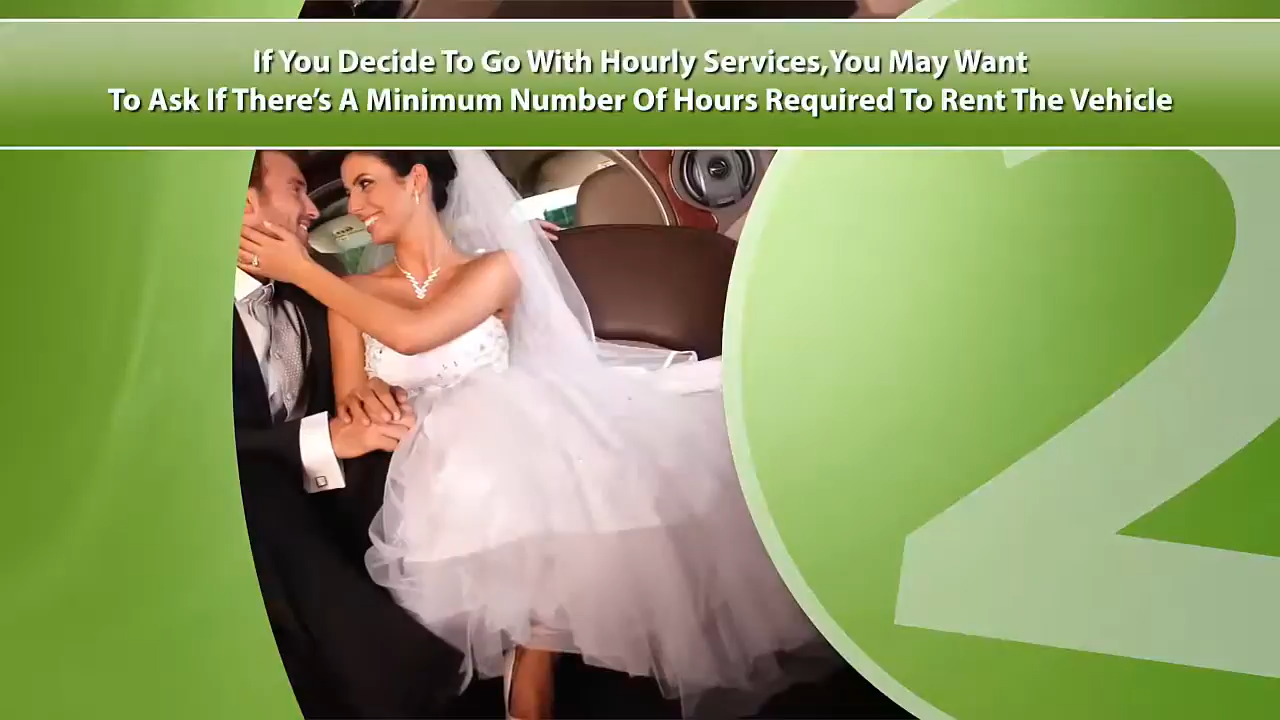 If You Decide To Go With Hourly Services,You May Want
To Ask If There’s A Minimum Number Of Hours Required To Rent The Vehicle
2